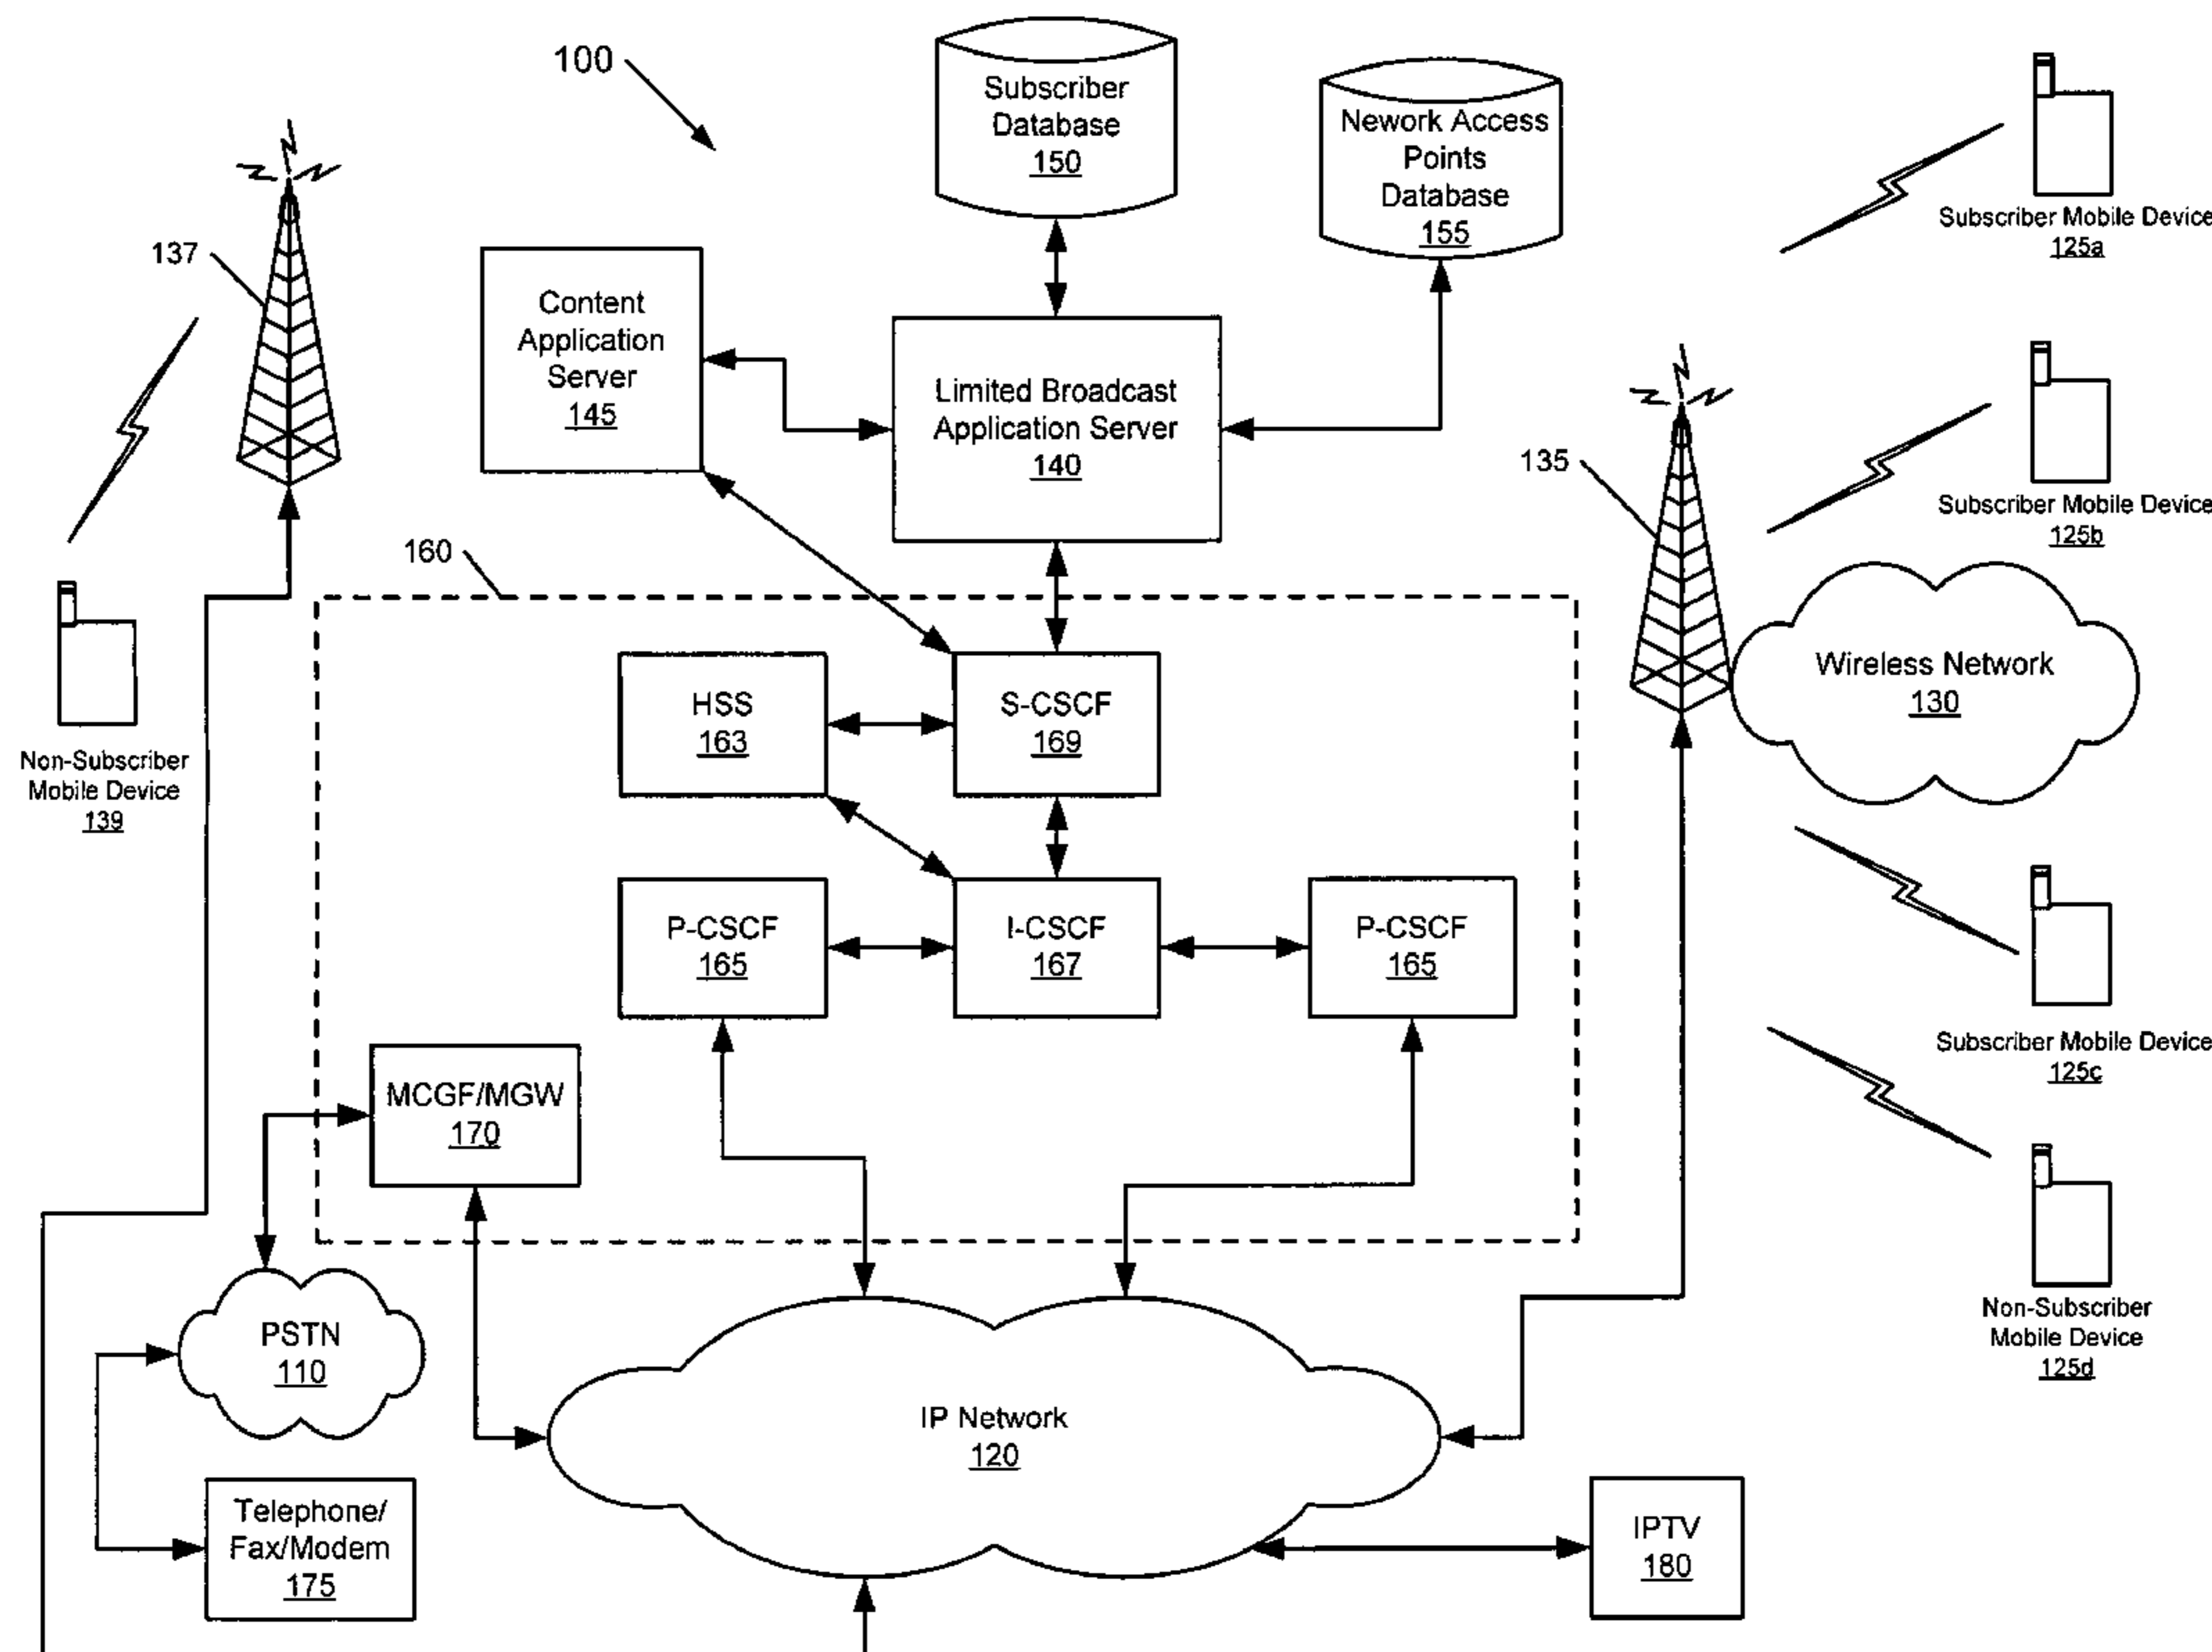 100
Subscriber
Database
150
Nework Access
Points
Database
155
Subscriber Mobile Device
125a
137
Content
Application
Server
145
Limited Broadcast
Application Server
140
135
Subscriber Mobile Device
125b
160
Non-Subscriber
Mobile Device
139
HSS
163
S-CSCF
169
Wireless Network
130
P-CSCF
165
I-CSCF
167
P-CSCF
165
Subscriber Mobile Device
125c
MCGF/MGW
170
PSTN
110
Non-Subscriber
Mobile Device
125d
IP Network
120
Telephone/
Fax/Modem
175
IPTV
180